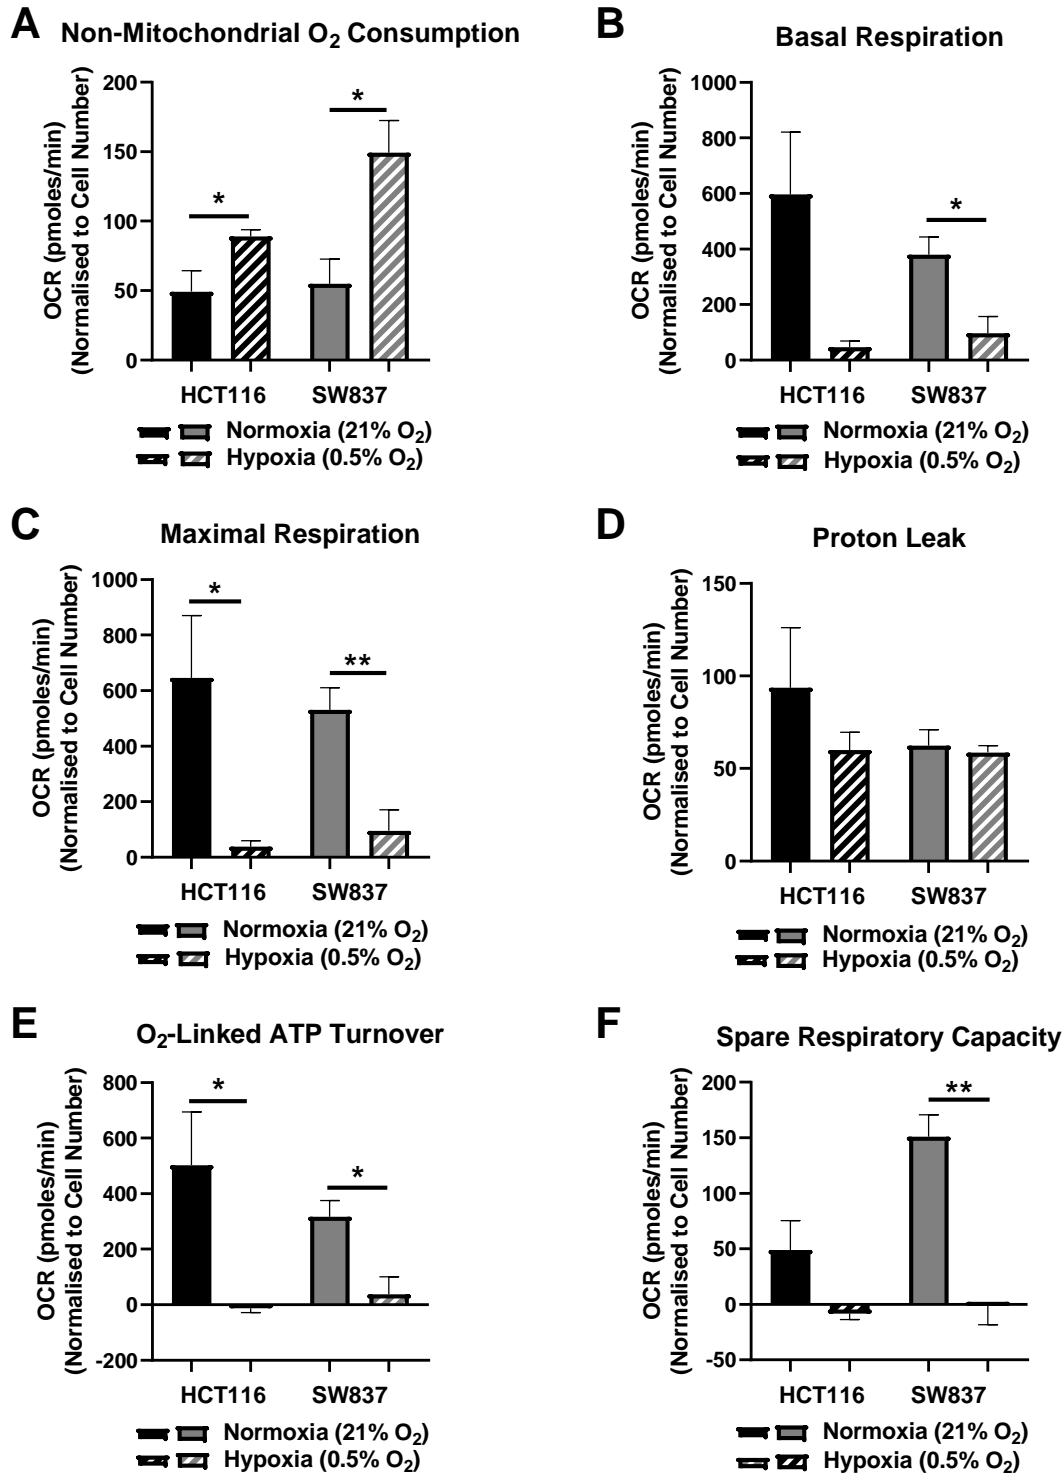 A Non-Mitochondrial O₂ Consumption
OCR (pmoles/min)
(Normalised to Cell Number)
200
150
100
50
0
*
*
HCT116 SW837
Normoxia (21% O₂)
Hypoxia (0.5% O₂)
B Basal Respiration
OCR (pmoles/min)
(Normalised to Cell Number)
1000
800
600
400
200
0
*
HCT116 SW837
Normoxia (21% O₂)
Hypoxia (0.5% O₂)
C Maximal Respiration
OCR (pmoles/min)
(Normalised to Cell Number)
1000
800
600
400
200
0
*
**
HCT116 SW837
Normoxia (21% O₂)
Hypoxia (0.5% O₂)
D Proton Leak
OCR (pmoles/min)
(Normalised to Cell Number)
150
100
50
0
HCT116 SW837
Normoxia (21% O₂)
Hypoxia (0.5% O₂)
E O₂-Linked ATP Turnover
OCR (pmoles/min)
(Normalised to Cell Number)
800
600
400
200
0
-200
*
*
HCT116 SW837
Normoxia (21% O₂)
Hypoxia (0.5% O₂)
F Spare Respiratory Capacity
OCR (pmoles/min)
(Normalised to Cell Number)
200
150
100
50
0
-50
**
HCT116 SW837
Normoxia (21% O₂)
Hypoxia (0.5% O₂)